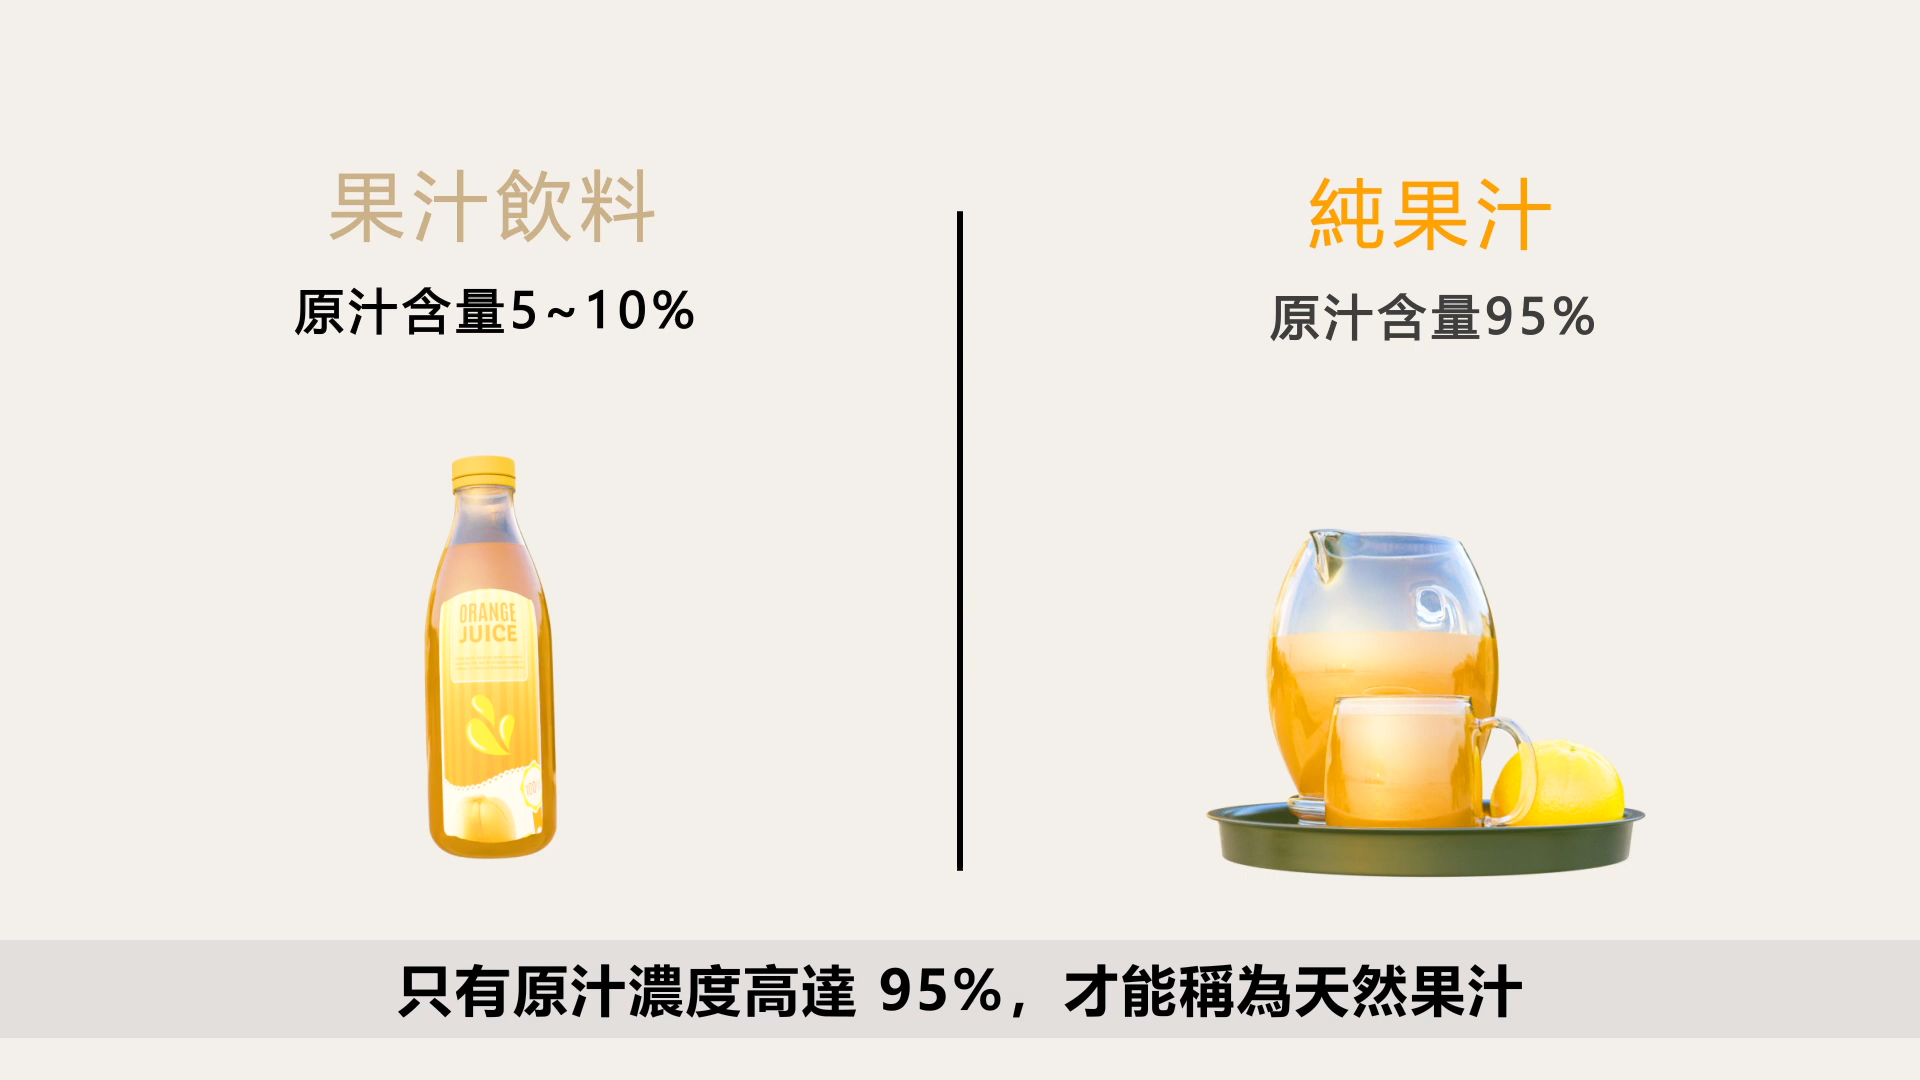 果汁飲料
原汁含量5~10%
純果汁
原汁含量95%
ORANGE
JUICE
只有原汁濃度高達 95%，才能稱為天然果汁